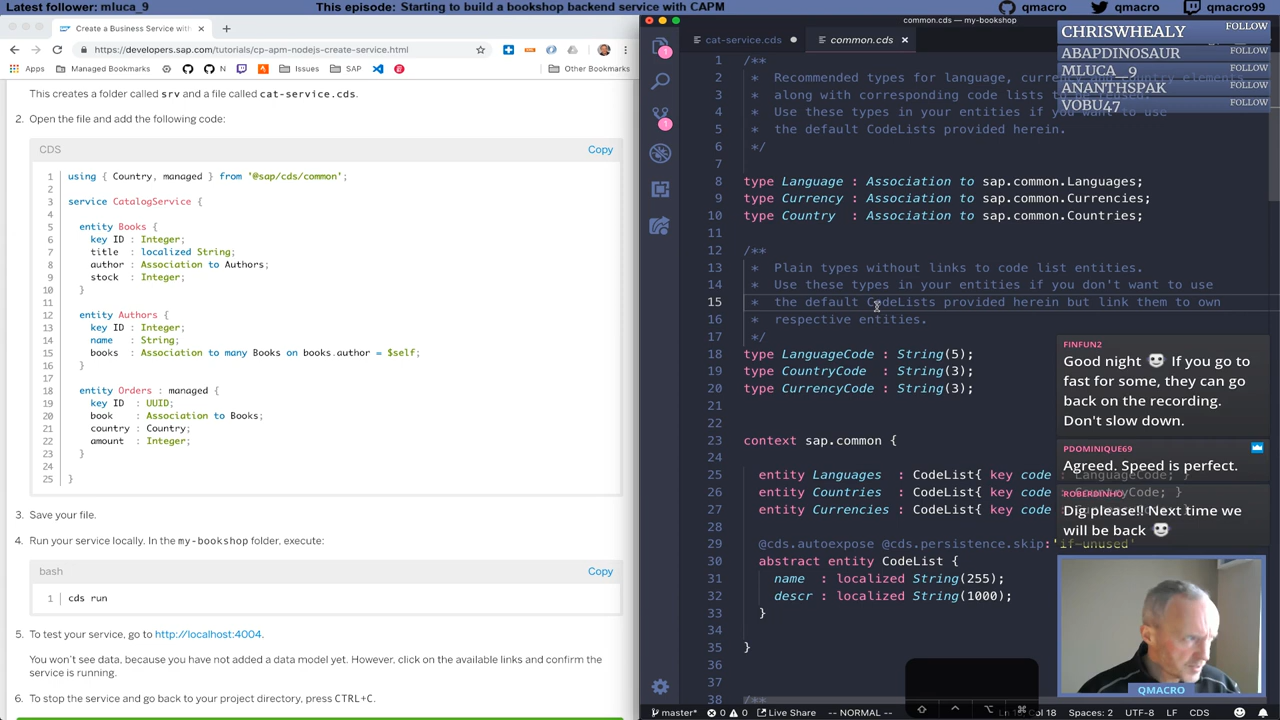 Latest follower: mluca_9
This episode: Starting to build a bookshop backend service with CAPM
qmacro
qmacro
qmacro99
Create a Business Service with
https://developers.sap.com/tutorials/cp-apm-nodejs-create-service.html
Apps
Managed Bookmarks
N
Issues
SAP
Other Bookmarks
This creates a folder called srv and a file called cat-service.cds.
2. Open the file and add the following code:
CDS
Copy
1 using { Country, managed } from '@sap/cds/common';
2
3 service CatalogService {
4
5 entity Books {
6 key ID : Integer;
7 title : localized String;
8 author : Association to Authors;
9 stock : Integer;
10 }
11
12 entity Authors {
13 key ID : Integer;
14 name : String;
15 books : Association to many Books on books.author = $self;
16 }
17
18 entity Orders : managed {
19 key ID : UUID;
20 book : Association to Books;
21 country : Country;
22 amount : Integer;
23 }
24
25 }
3. Save your file.
4. Run your service locally. In the my-bookshop folder, execute:
bash
Copy
1 cds run
5. To test your service, go to http://localhost:4004.
You won't see data, because you have not added a data model yet. However, click on the available links and confirm the
service is running.
6. To stop the service and go back to your project directory, press CTRL+C.
common.cds — my-bookshop
cat-service.cds
common.cds
1 /**
2 * Recommended types for language, currency and country elements
3 * along with corresponding code lists to be reused.
4 * Use these types in your entities if you want to use
5 * the default CodeLists provided herein.
6 */
7
8 type Language : Association to sap.common.Languages;
9 type Currency : Association to sap.common.Currencies;
10 type Country : Association to sap.common.Countries;
11
12 /**
13 * Plain types without links to code list entities.
14 * Use these types in your entities if you don't want to use
15 * the default CodeLists provided herein but link them to own
16 * respective entities.
17 */
18 type LanguageCode : String(5);
19 type CountryCode : String(3);
20 type CurrencyCode : String(3);
21
22
23 context sap.common {
24
25 entity Languages : CodeList{ key code : LanguageCode; }
26 entity Countries : CodeList{ key code : CountryCode; }
27 entity Currencies : CodeList{ key code
28
29 @cds.autoexpose @cds.persistence.skip:'if-unused'
30 abstract entity CodeList {
31 name : localized String(255);
32 descr : localized String(1000);
33 }
34
35 }
36
37
38 /**
CHRISWHEALY FOLLOW
ABAPDINOSAUR FOLLOW
MLUCA_9 FOLLOW
ANANTHSPAK FOLLOW
VOBU47 FOLLOW
FINFUN2
Good night If you go to
fast for some, they can go
back on the recording.
Don't slow down.
PDOMINIQUE69
Agreed. Speed is perfect.
ROBERDINHO
Dig please!! Next time we
will be back
QMACRO
master*
0 0
Live Share
-- NORMAL --
Col 18
Spaces: 2
UTF-8
LF
CDS